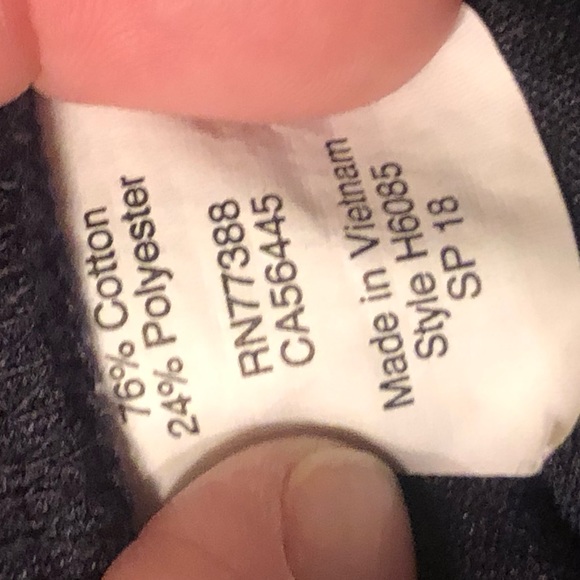 76% Cotton
24% Polyester
RN77388
CA56445
Made in Vietnam
Style H6085
SP 18